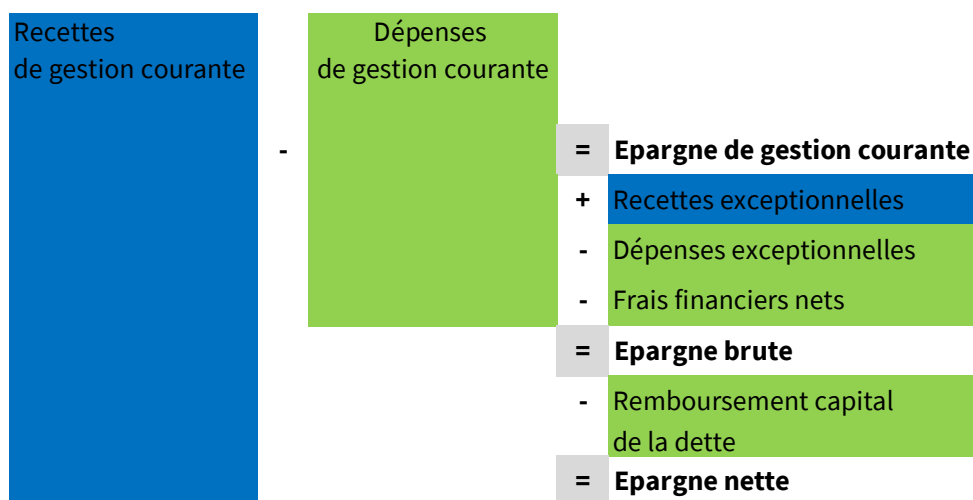 Recettes
de gestion courante
Dépenses
de gestion courante
-
= Epargne de gestion courante
+ Recettes exceptionnelles
- Dépenses exceptionnelles
- Frais financiers nets
= Epargne brute
- Remboursement capital
de la dette
= Epargne nette